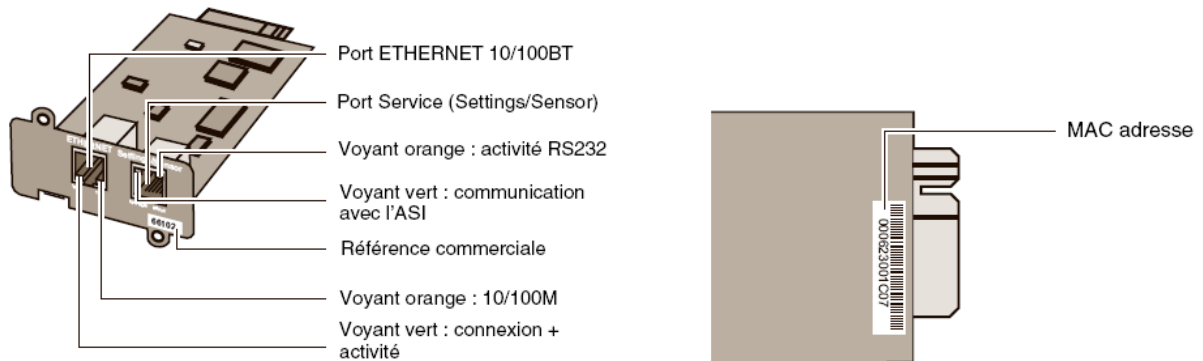 Port ETHERNET 10/100BT
Port Service (Settings/Sensor)
Voyant orange : activité RS232
Voyant vert : communication
avec l'ASI
Référence commerciale
Voyant orange : 10/100M
Voyant vert : connexion +
activité
ETHERNET
66102
MAC adresse
000623001C07